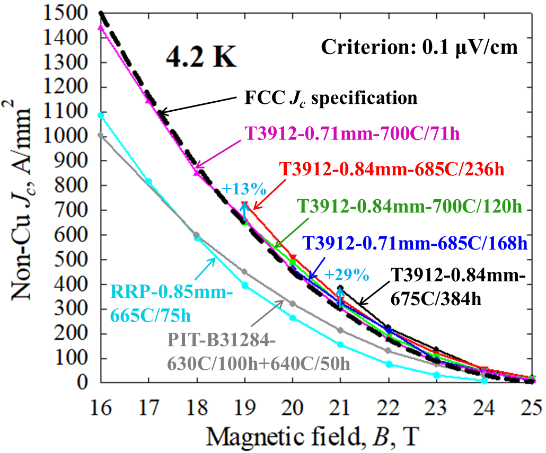 1500
1400
1300
1200
1100
1000
900
800
700
600
500
400
300
200
100
0
Non-Cu Jc, A/mm²
4.2 K
Criterion: 0.1 μV/cm
FCC Jc specification
T3912-0.71mm-700C/71h
T3912-0.84mm-685C/236h
+13%
T3912-0.84mm-700C/120h
T3912-0.71mm-685C/168h
+29%
T3912-0.84mm-
675C/384h
RRP-0.85mm-
665C/75h
PIT-B31284-
630C/100h+640C/50h
16 17 18 19 20 21 22 23 24 25
Magnetic field, B, T